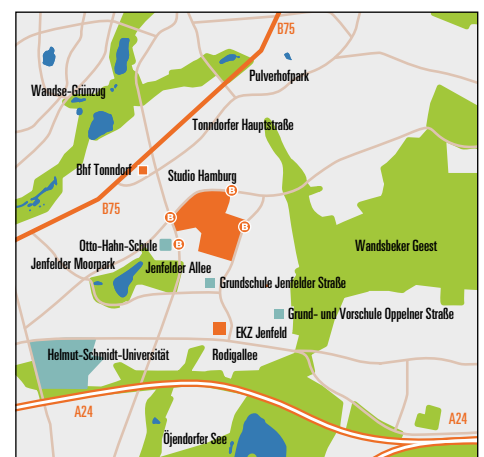 B75
Pulverhofpark
Wandse-Grünzug
Tonndorfer Hauptstraße
Bhf Tonndorf
Studio Hamburg
B
B75
B
B
Otto-Hahn-Schule
B
Wandsbeker Geest
Jenfelder Moorpark
Jenfelder Allee
Grundschule Jenfelder Straße
Grund- und Vorschule Oppelner Straße
EKZ Jenfeld
Helmut-Schmidt-Universität
Rodigallee
A24
A24
Öjendorfer See